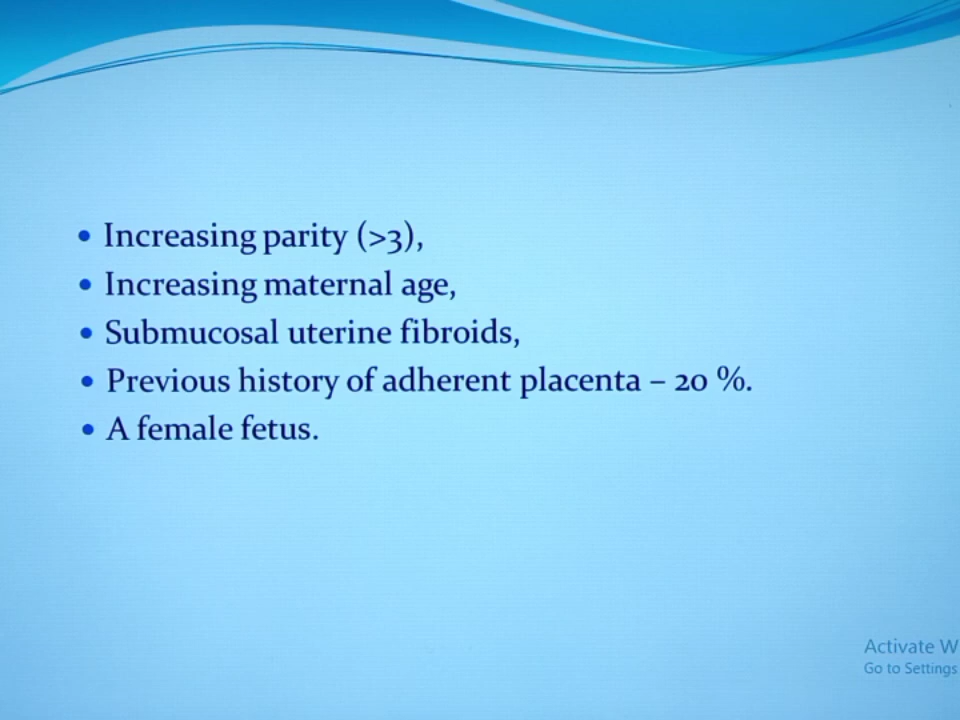 • Increasing parity (>3),
• Increasing maternal age,
• Submucosal uterine fibroids,
• Previous history of adherent placenta – 20 %.
• A female fetus.
Activate W
Go to Settings